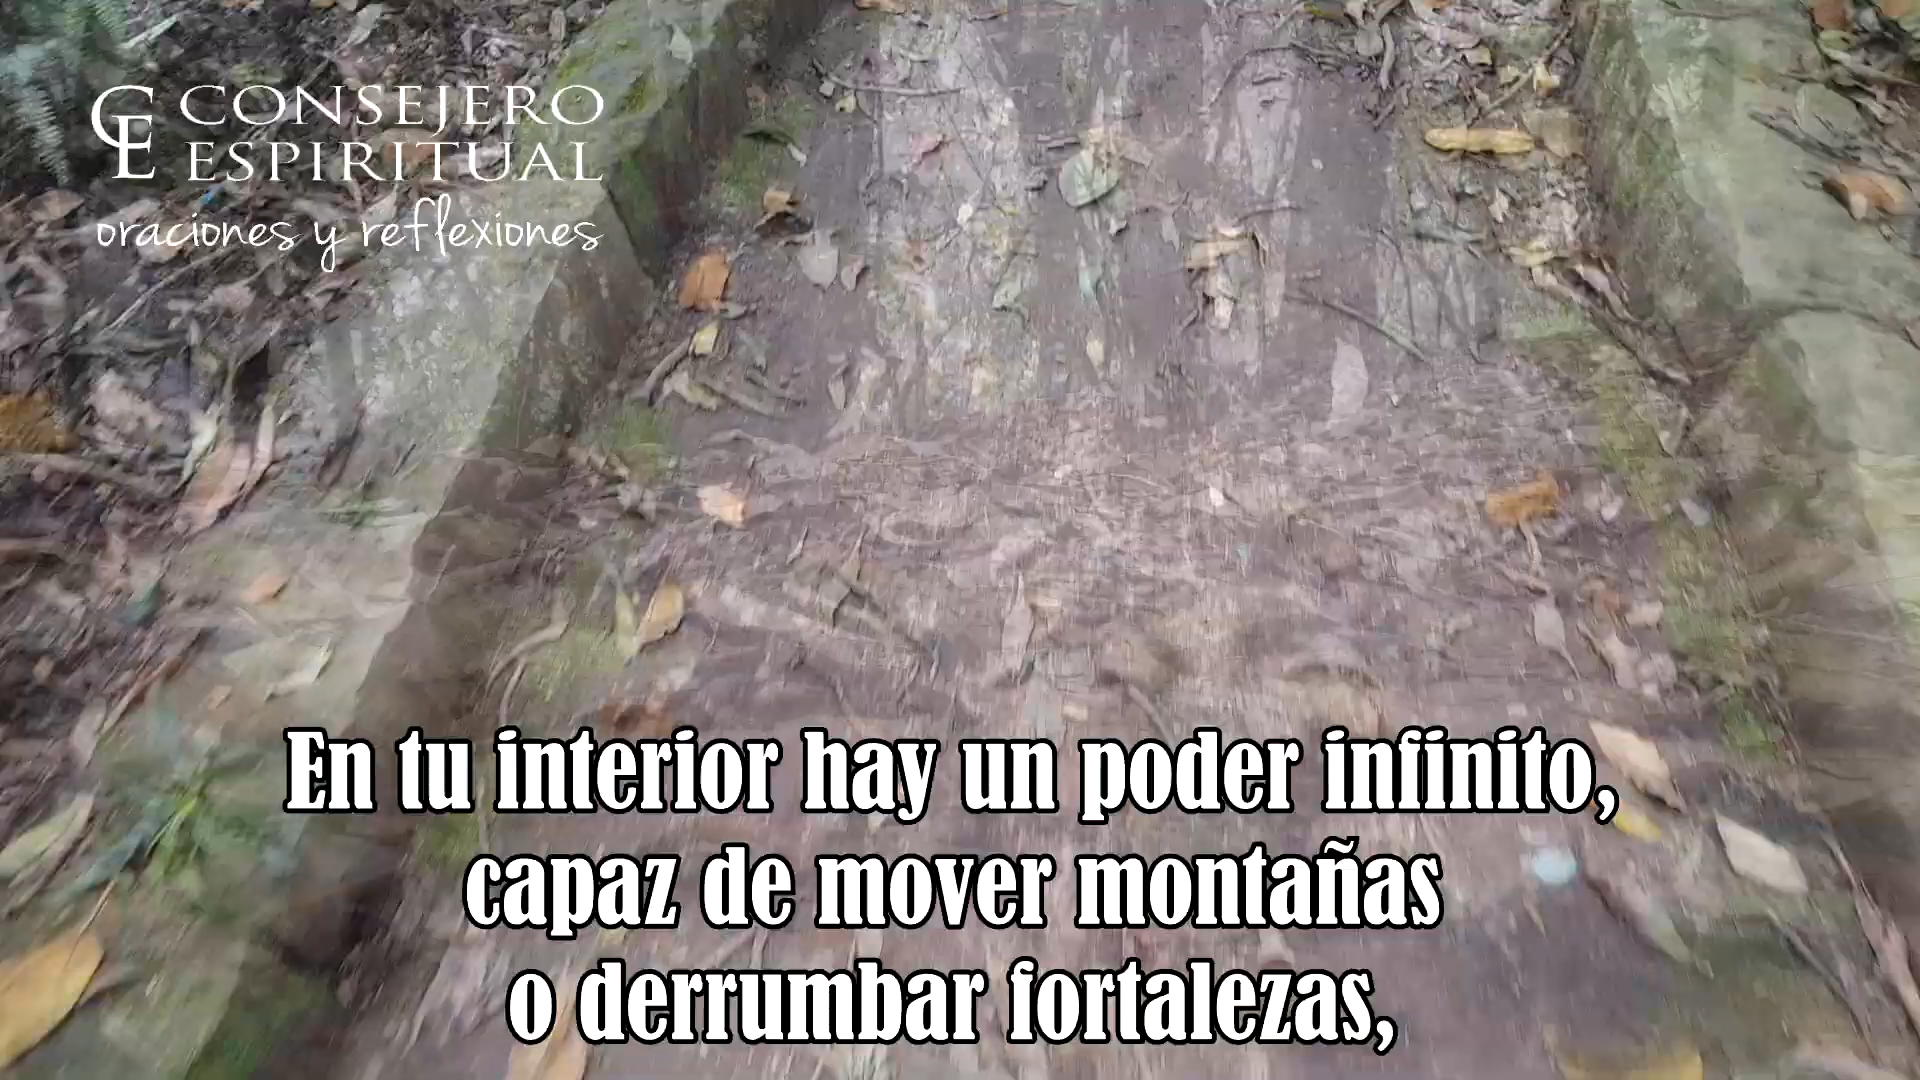 CE CONSEJERO
ESPIRITUAL
oraciones y reflexiones
En tu interior hay un poder infinito,
capaz de mover montañas
o derrumbar fortalezas,